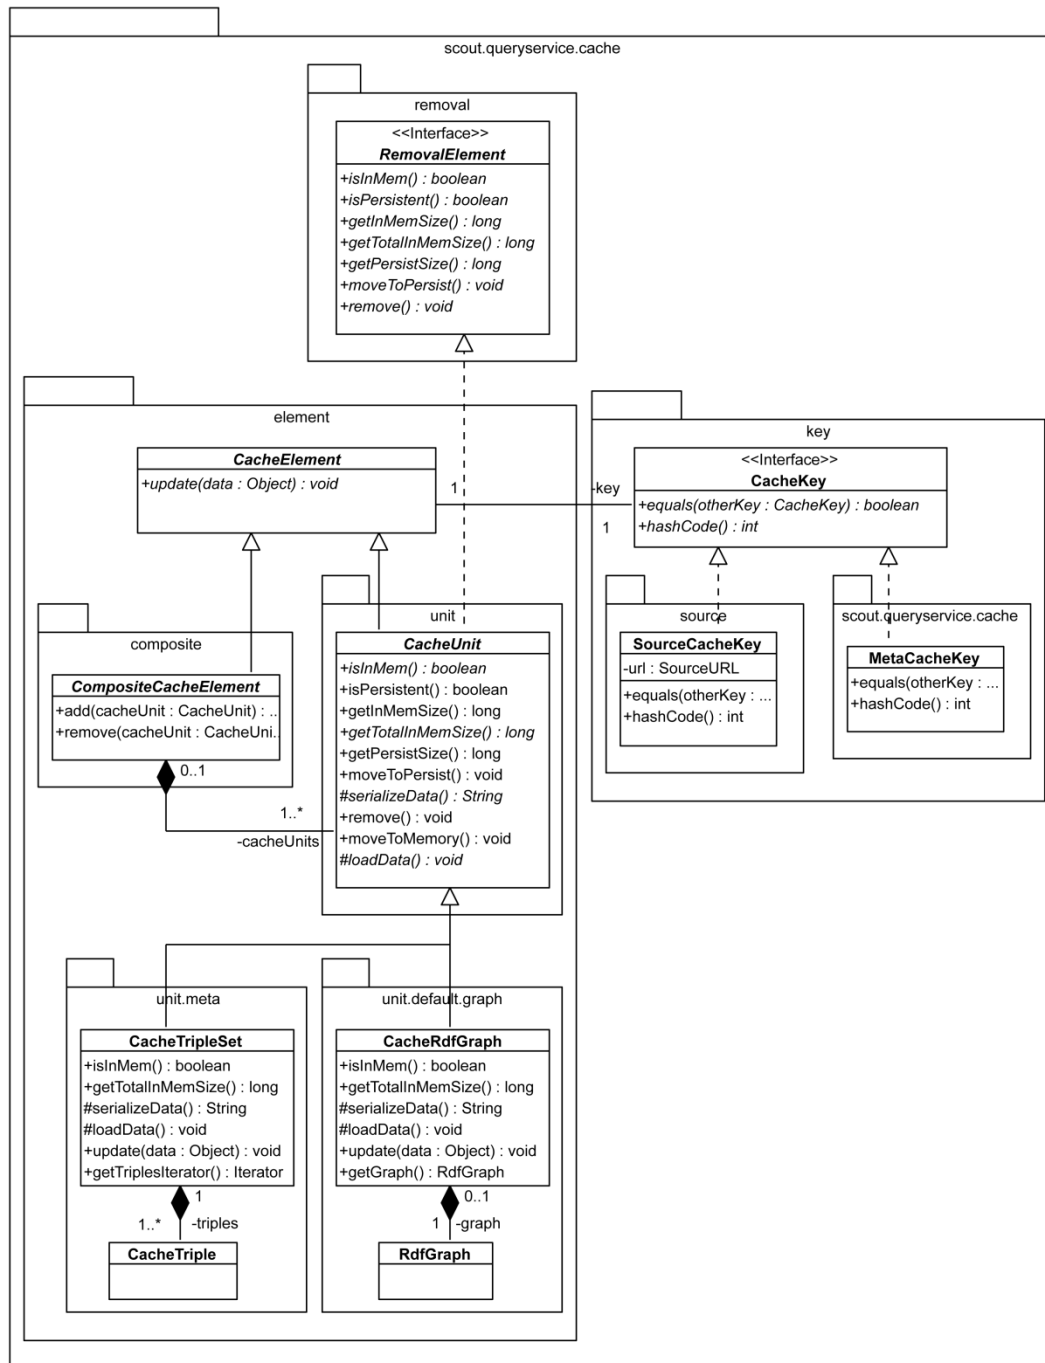 scout.queryservice.cache
removal
<<Interface>>
RemovalElement
+isInMem() : boolean
+isPersistent() : boolean
+getInMemSize() : long
+getTotalInMemSize() : long
+getPersistSize() : long
+moveToPersist() : void
+remove() : void
element
CacheElement
+update(data : Object) : void
1
-key
1
key
<<Interface>>
CacheKey
+equals(otherKey : CacheKey) : boolean
+hashCode() : int
composite
CompositeCacheElement
+add(cacheUnit : CacheUnit) : ..
+remove(cacheUnit : CacheUni..
0..1
1..*
-cacheUnits
unit
CacheUnit
+isInMem() : boolean
+isPersistent() : boolean
+getInMemSize() : long
+getTotalInMemSize() : long
+getPersistSize() : long
+moveToPersist() : void
#serializeData() : String
+remove() : void
+moveToMemory() : void
#loadData() : void
source
SourceCacheKey
-url : SourceURL
+equals(otherKey : ...
+hashCode() : int
scout.queryservice.cache
MetaCacheKey
+equals(otherKey : ...
+hashCode() : int
unit.meta
CacheTripleSet
+isInMem() : boolean
+getTotalInMemSize() : long
#serializeData() : String
#loadData() : void
+update(data : Object) : void
+getTriplesIterator() : Iterator
1
1..*
-triples
CacheTriple
unit.default.graph
CacheRdfGraph
+isInMem() : boolean
+getTotalInMemSize() : long
#serializeData() : String
#loadData() : void
+update(data : Object) : void
+getGraph() : RdfGraph
0..1
1
-graph
RdfGraph